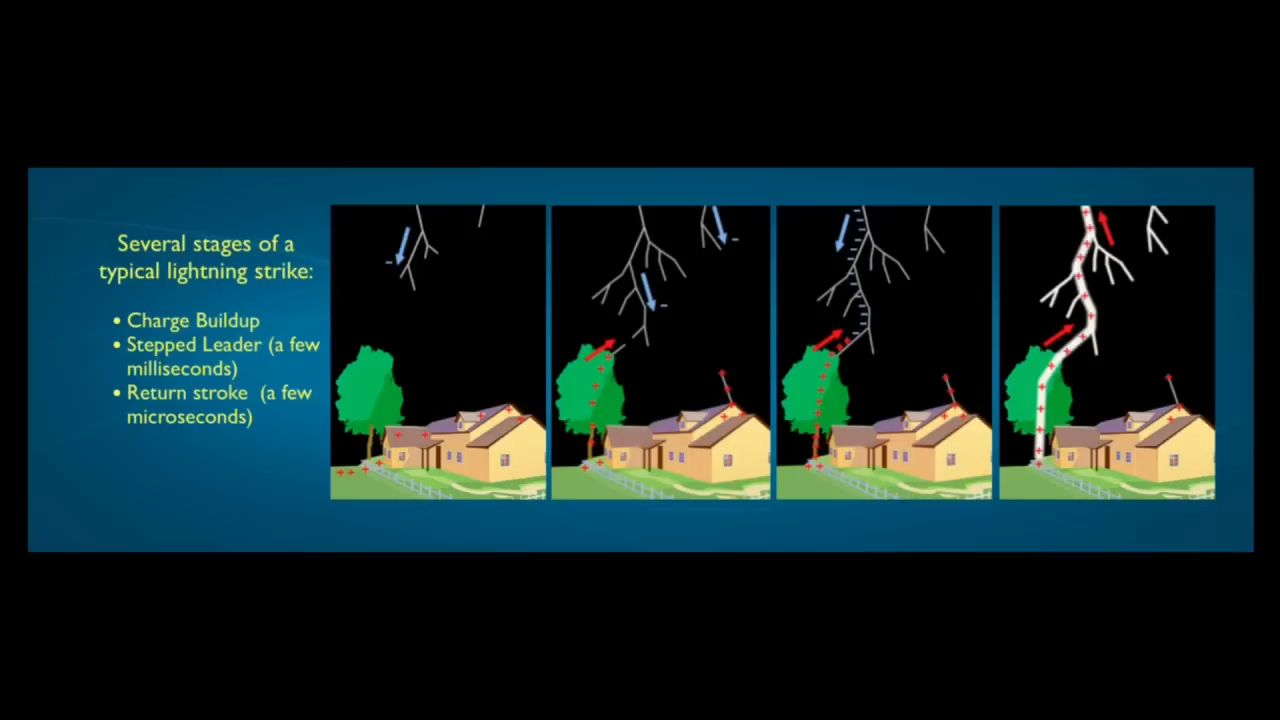 Several stages of a
typical lightning strike:
• Charge Buildup
• Stepped Leader (a few
milliseconds)
• Return stroke (a few
microseconds)